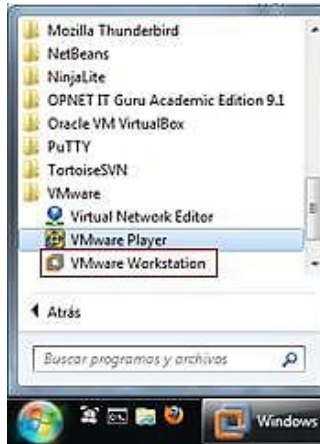 Mozilla Thunderbird
NetBeans
NinjaLite
OPNET IT Guru Academic Edition 9.1
Oracle VM VirtualBox
PuTTY
TortoiseSVN
VMware
Virtual Network Editor
VMware Player
VMware Workstation
Atrás
Buscar programas y archivos
Windows